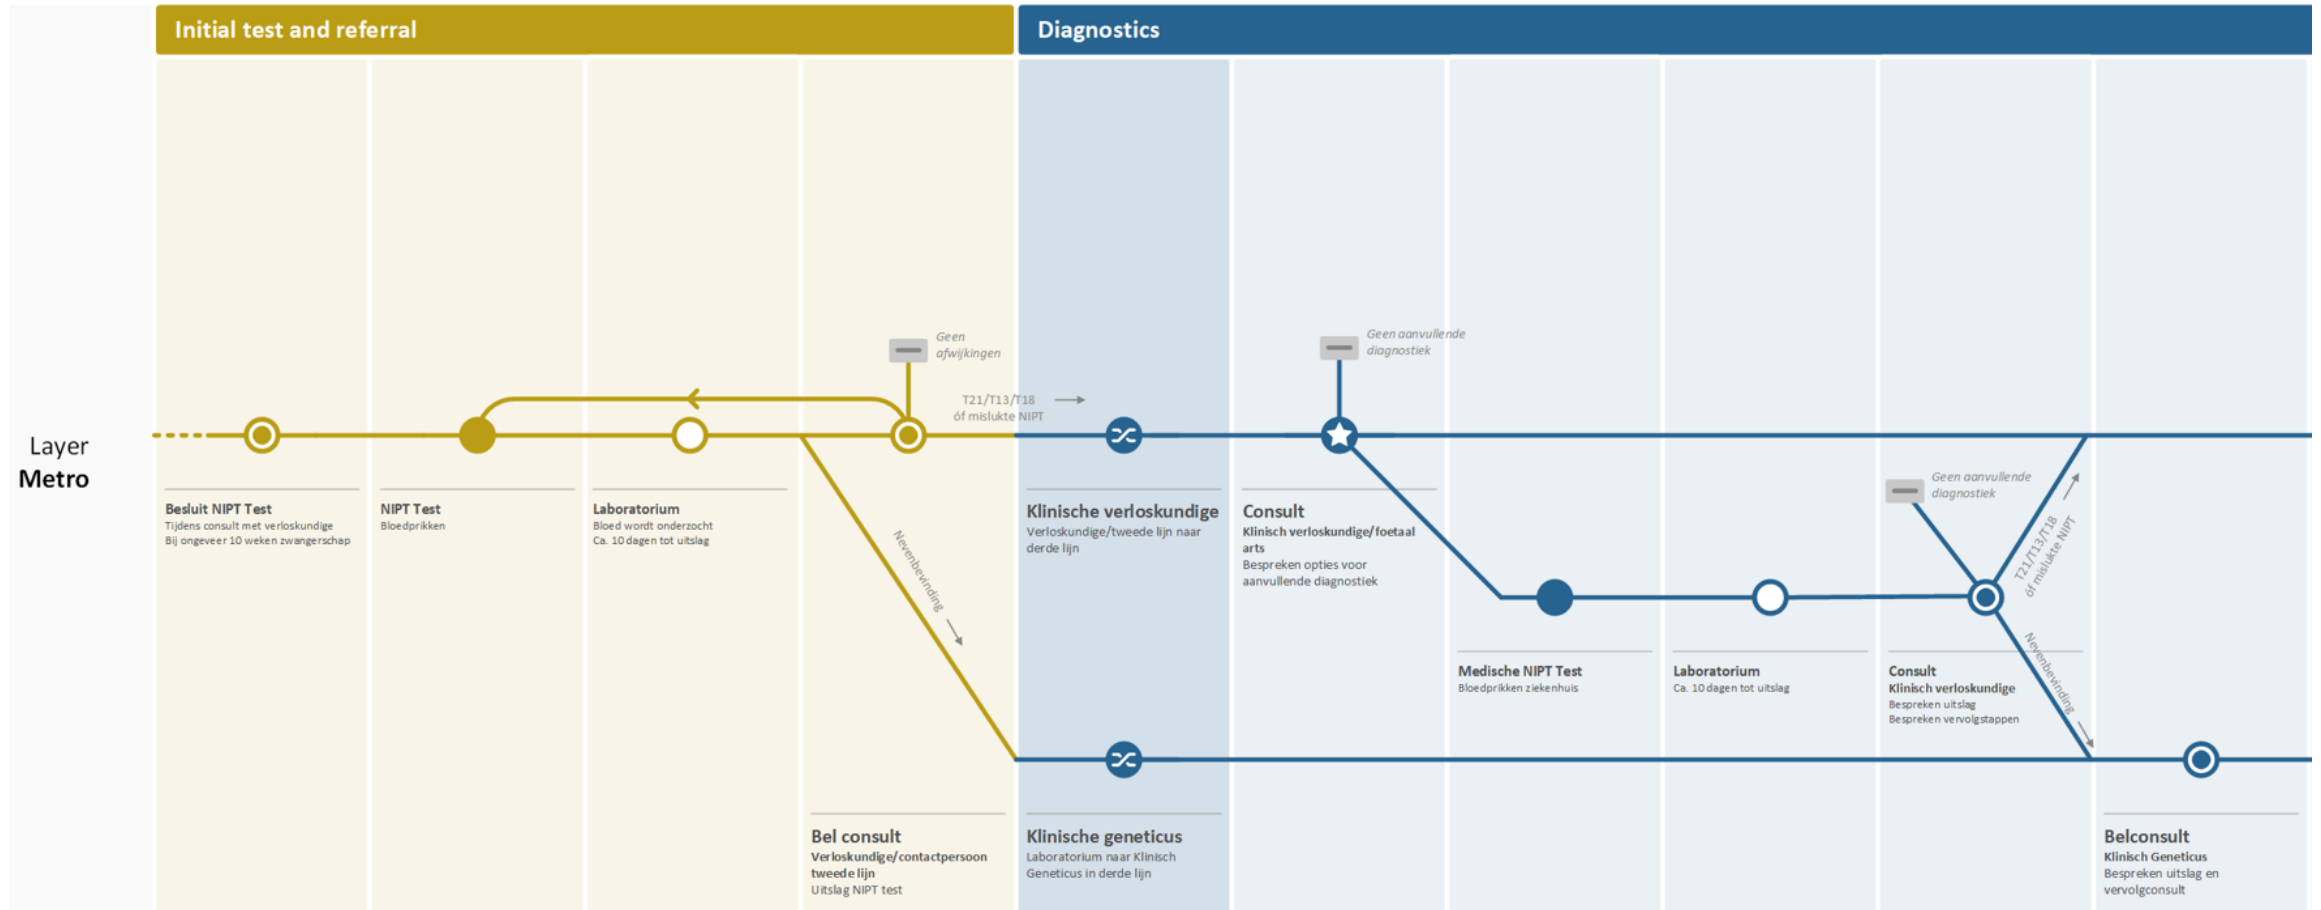 Initial test and referral
Diagnostics
Layer
Metro
Geen
afwijkingen
T21/T13/T18
óf mislukte NIPT
Geen aanvullende
diagnostiek
Besluit NIPT Test
Tijdens consult met verloskundige
Bij ongeveer 10 weken zwangerschap
NIPT Test
Bloedprikken
Laboratorium
Bloed wordt onderzocht
Ca. 10 dagen tot uitslag
Nevenbevinding
Klinische verloskundige
Verloskundige/tweede lijn naar
derde lijn
Consult
Klinisch verloskundige/foetaal
arts
Bespreken opties voor
aanvullende diagnostiek
Geen aanvullende
diagnostiek
T21/T13/T18
óf mislukte NIPT
Nevenbevinding
Medische NIPT Test
Bloedprikken ziekenhuis
Laboratorium
Ca. 10 dagen tot uitslag
Consult
Klinisch verloskundige
Bespreken uitslag
Bespreken vervolgstappen
Bel consult
Verloskundige/contactpersoon
tweede lijn
Uitslag NIPT test
Klinische geneticus
Laboratorium naar Klinisch
Geneticus in derde lijn
Belconsult
Klinisch Geneticus
Bespreken uitslag en
vervolgconsult